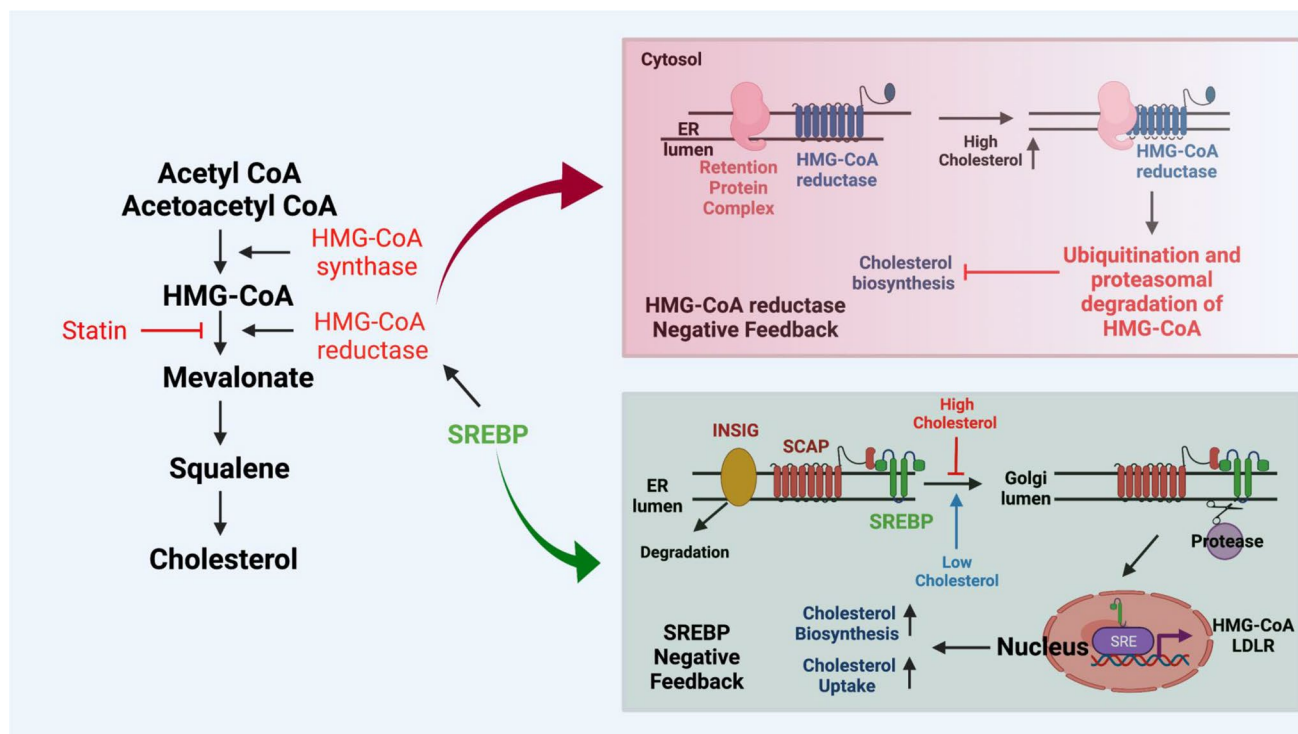 Acetyl CoA
Acetoacetyl CoA
HMG-CoA
synthase
HMG-CoA
Statin
HMG-CoA
reductase
Mevalonate
SREBP
Squalene
Cholesterol
Cytosol
ER
lumen
Retention
Protein
Complex
HMG-CoA
reductase
High
Cholesterol
HMG-CoA
reductase
Cholesterol
biosynthesis
Ubiquitination and
proteasomal
degradation of
HMG-CoA
HMG-CoA reductase
Negative Feedback
INSIG
SCAP
High
Cholesterol
ER
lumen
SREBP
Golgi
lumen
Degradation
Low
Cholesterol
Protease
Cholesterol
Biosynthesis
Cholesterol
Uptake
SREBP
Negative
Feedback
Nucleus
SRE
HMG-CoA
LDLR